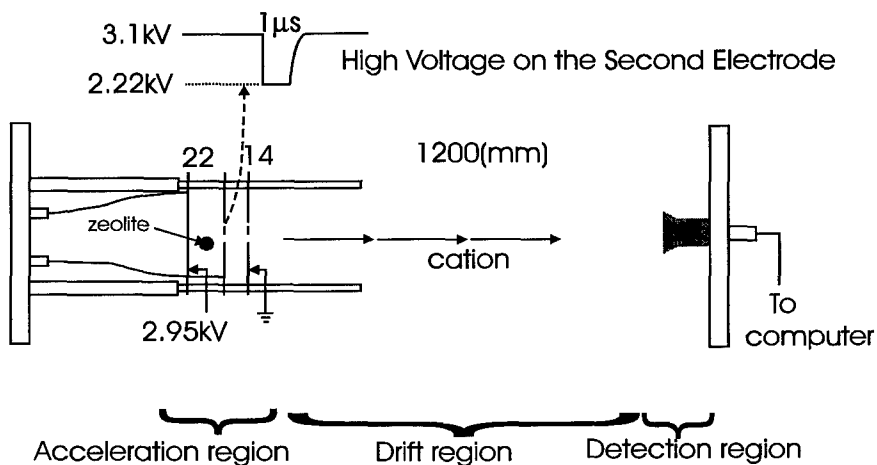 1μs
3.1kV
High Voltage on the Second Electrode
2.22kV
22 14 1200(mm)
zeolite
cation
2.95kV
To
computer
Acceleration region Drift region Detection region